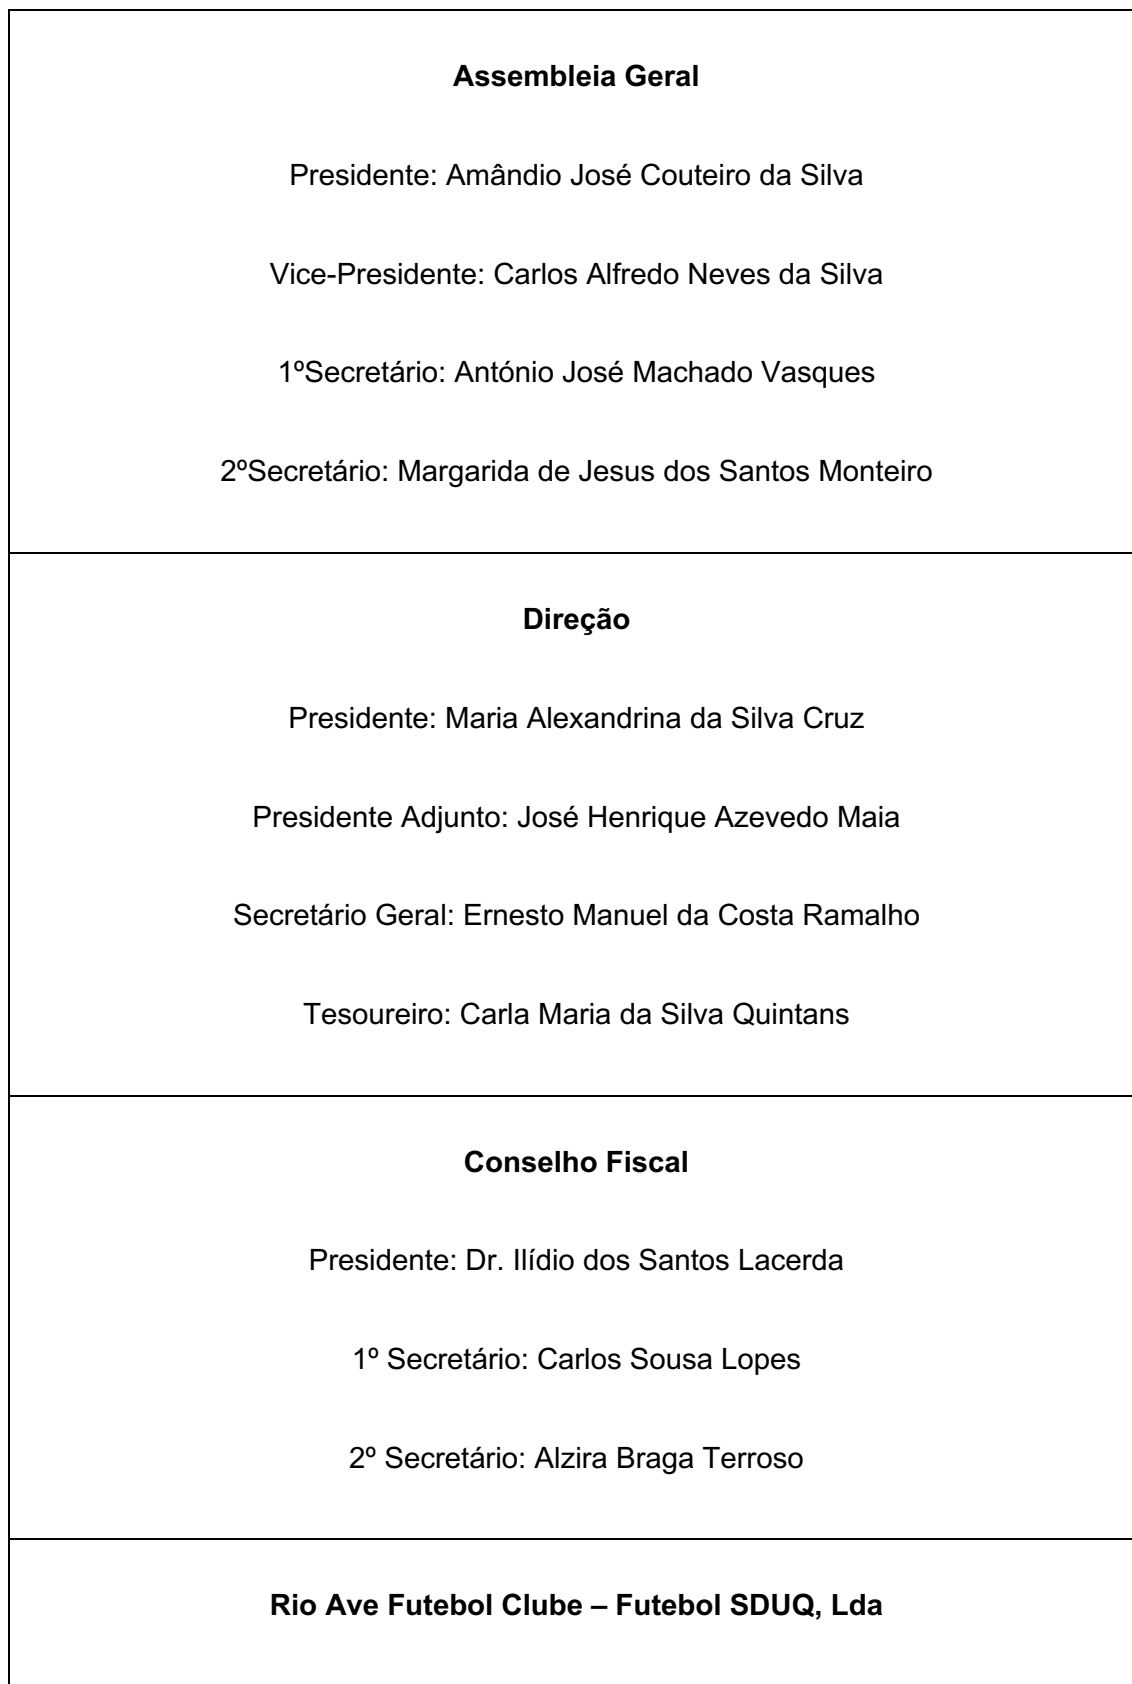 Assembleia Geral
Presidente: Amândio José Couteiro da Silva
Vice-Presidente: Carlos Alfredo Neves da Silva
1ºSecretário: António José Machado Vasques
2ºSecretário: Margarida de Jesus dos Santos Monteiro
Direção
Presidente: Maria Alexandrina da Silva Cruz
Presidente Adjunto: José Henrique Azevedo Maia
Secretário Geral: Ernesto Manuel da Costa Ramalho
Tesoureiro: Carla Maria da Silva Quintans
Conselho Fiscal
Presidente: Dr. Ilídio dos Santos Lacerda
1º Secretário: Carlos Sousa Lopes
2º Secretário: Alzira Braga Terroso
Rio Ave Futebol Clube – Futebol SDUQ, Lda